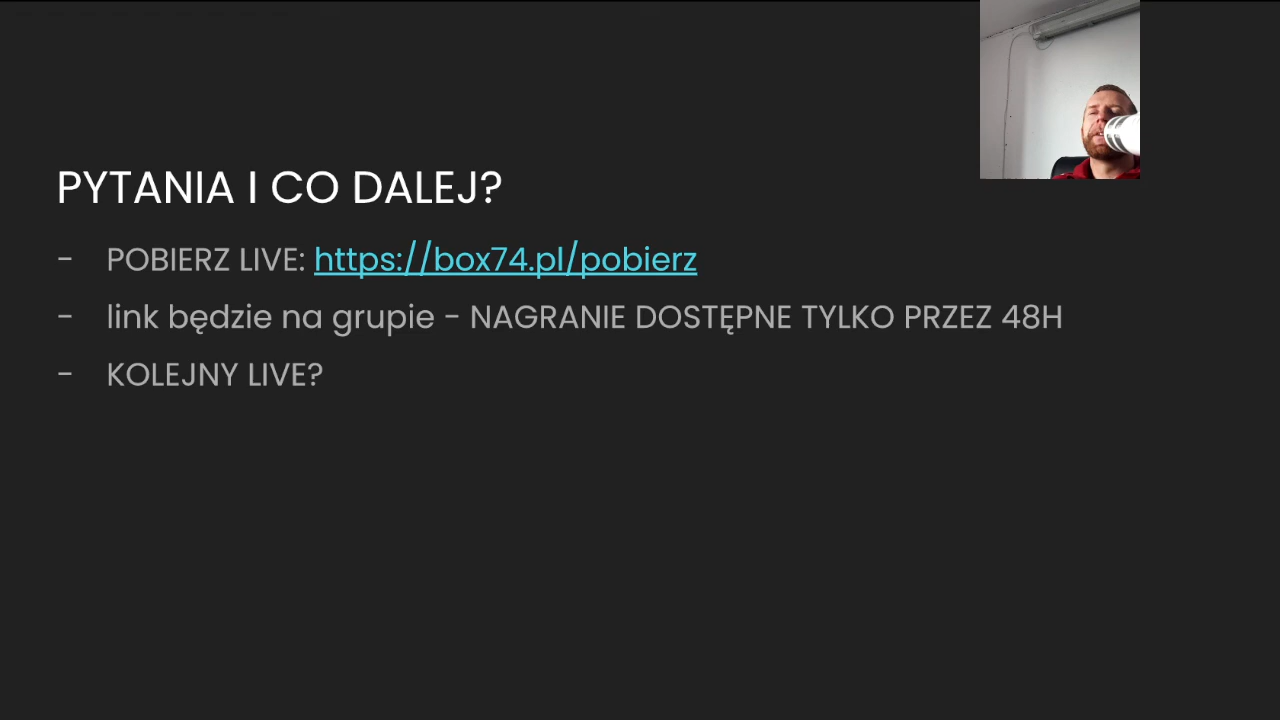 PYTANIA I CO DALEJ?
- POBIERZ LIVE: https://box74.pl/pobierz
- link będzie na grupie - NAGRANIE DOSTĘPNE TYLKO PRZEZ 48H
- KOLEJNY LIVE?